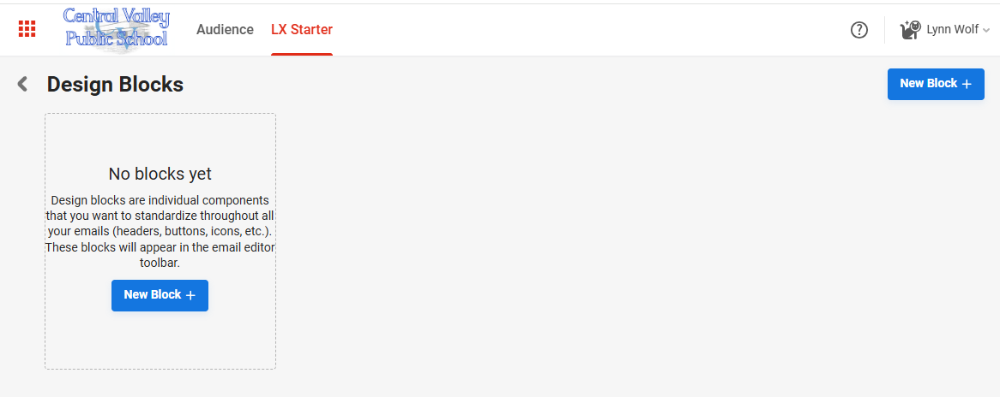 Central Valley
Public School
Audience
LX Starter
Lynn Wolf
Design Blocks
New Block +
No blocks yet
Design blocks are individual components
that you want to standardize throughout all
your emails (headers, buttons, icons, etc.).
These blocks will appear in the email editor
toolbar.
New Block +